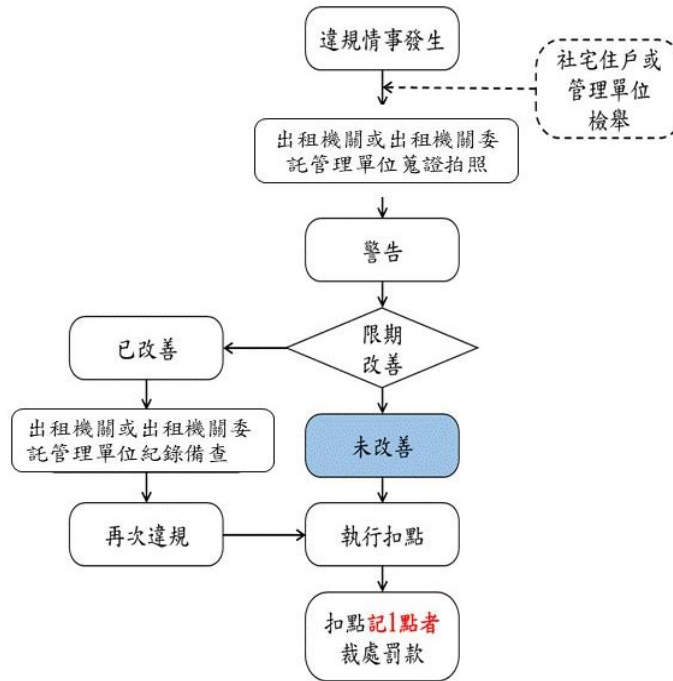 違規情事發生
社宅住戶或
管理單位
檢舉
出租機關或出租機關委
託管理單位蒐證拍照
警告
限期
改善
已改善
出租機關或出租機關委
託管理單位紀錄備查
未改善
再次違規
執行扣點
扣點記1點者
裁處罰款